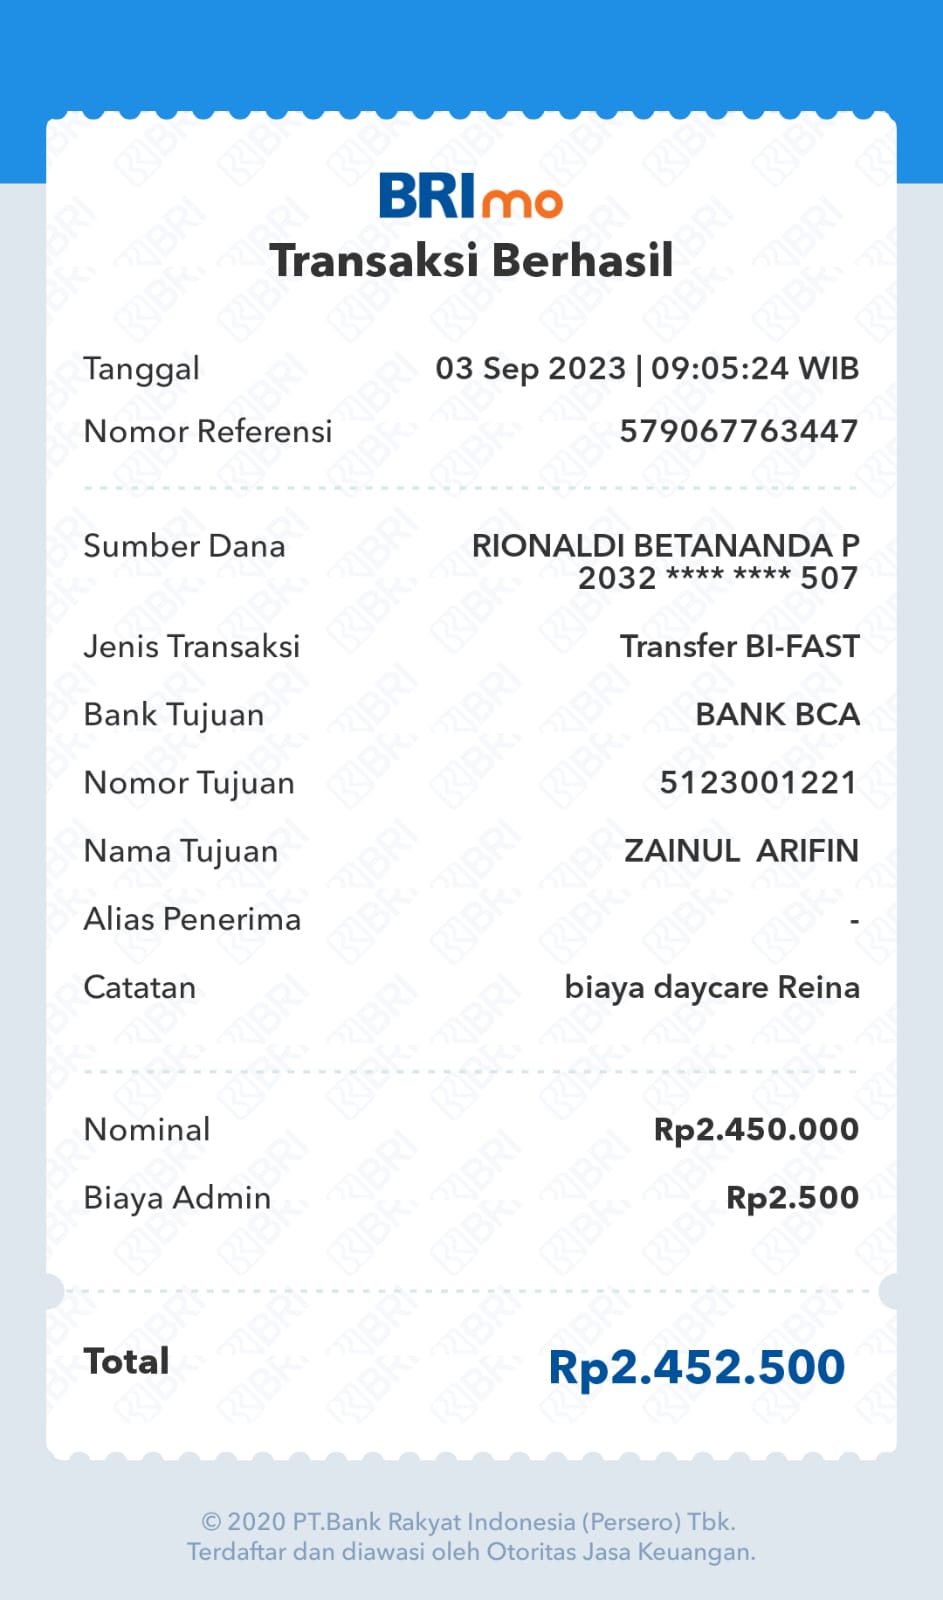 BRImo
Transaksi Berhasil
Tanggal 03 Sep 2023 | 09:05:24 WIB
Nomor Referensi 579067763447
Sumber Dana RIONALDI BETANANDA P
2032 **** **** 507
Jenis Transaksi Transfer BI-FAST
Bank Tujuan BANK BCA
Nomor Tujuan 5123001221
Nama Tujuan ZAINUL  ARIFIN
Alias Penerima -
Catatan biaya daycare Reina
Nominal Rp2.450.000
Biaya Admin Rp2.500
Total Rp2.452.500
© 2020 PT.Bank Rakyat Indonesia (Persero) Tbk.
Terdaftar dan diawasi oleh Otoritas Jasa Keuangan.